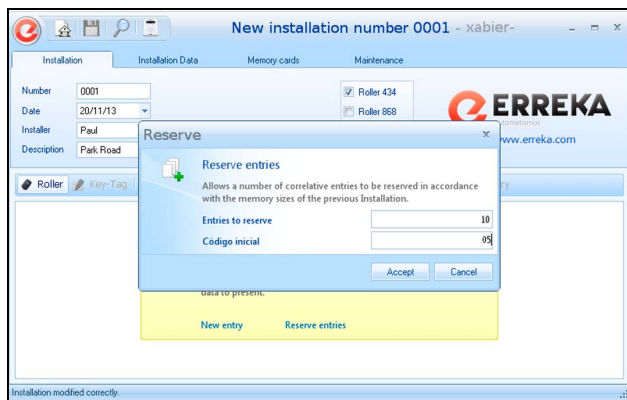 New installation number 0001 - xabier-
Installation
Installation Data
Memory cards
Maintenance
Number
0001
Roller 434
Date
20/11/13
Roller 868
Installer
Paul
Description
Park Road
ERREKA
www.erreka.com
Roller
Key-Tag
Reserve
Reserve entries
Allows a number of correlative entries to be reserved in accordance
with the memory sizes of the previous Installation.
Entries to reserve
10
Código inicial
05
Accept
Cancel
data to present.
New entry
Reserve entries
Installation modified correctly.